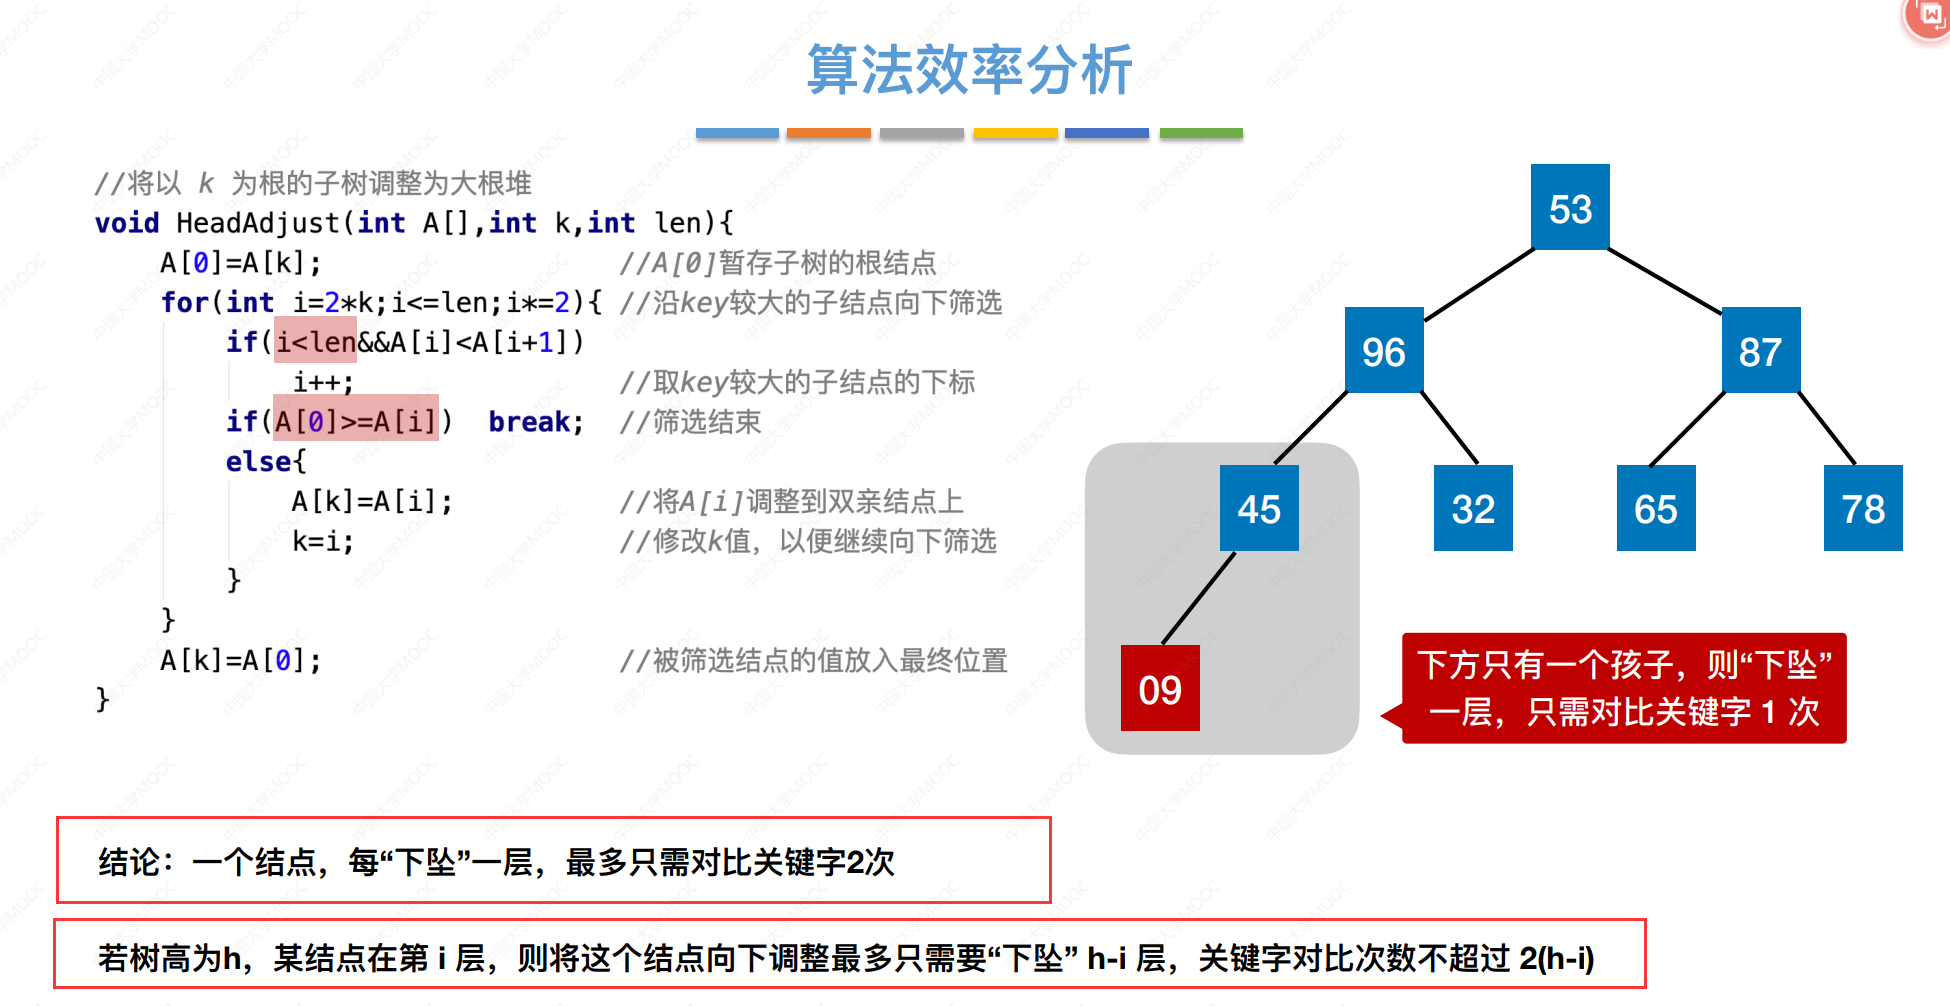 算法效率分析
//将以 k 为根的子树调整为大根堆
void HeadAdjust(int A[],int k,int len){
A[0]=A[k]; //A[0]暂存子树的根结点
for(int i=2*k;i<=len;i*=2){ //沿key较大的子结点向下筛选
if(i<len&&A[i]<A[i+1])
i++; //取key较大的子结点的下标
if(A[0]>=A[i]) break; //筛选结束
else{
A[k]=A[i]; //将A[i]调整到双亲结点上
k=i; //修改k值，以便继续向下筛选
}
}
A[k]=A[0]; //被筛选结点的值放入最终位置
}
53
96 87
45 32 65 78
09
下方只有一个孩子，则“下坠”
一层，只需对比关键字 1 次
结论：一个结点，每“下坠”一层，最多只需对比关键字2次
若树高为h，某结点在第 i 层，则将这个结点向下调整最多只需要“下坠” h-i 层，关键字对比次数不超过 2(h-i)
中国大学MOOC